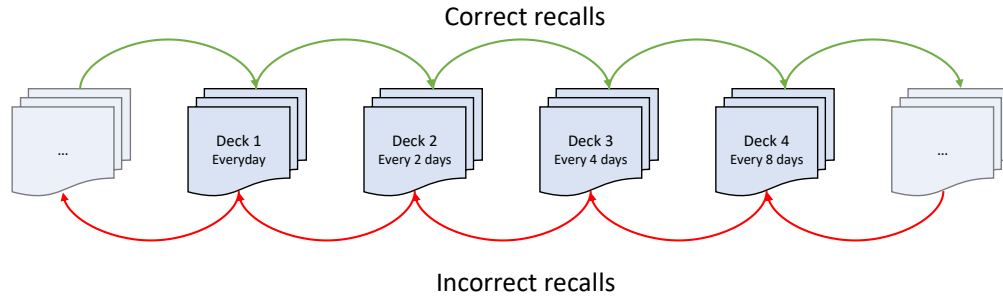 Correct recalls
...
Deck 1
Everyday
Deck 2
Every 2 days
Deck 3
Every 4 days
Deck 4
Every 8 days
...
Incorrect recalls